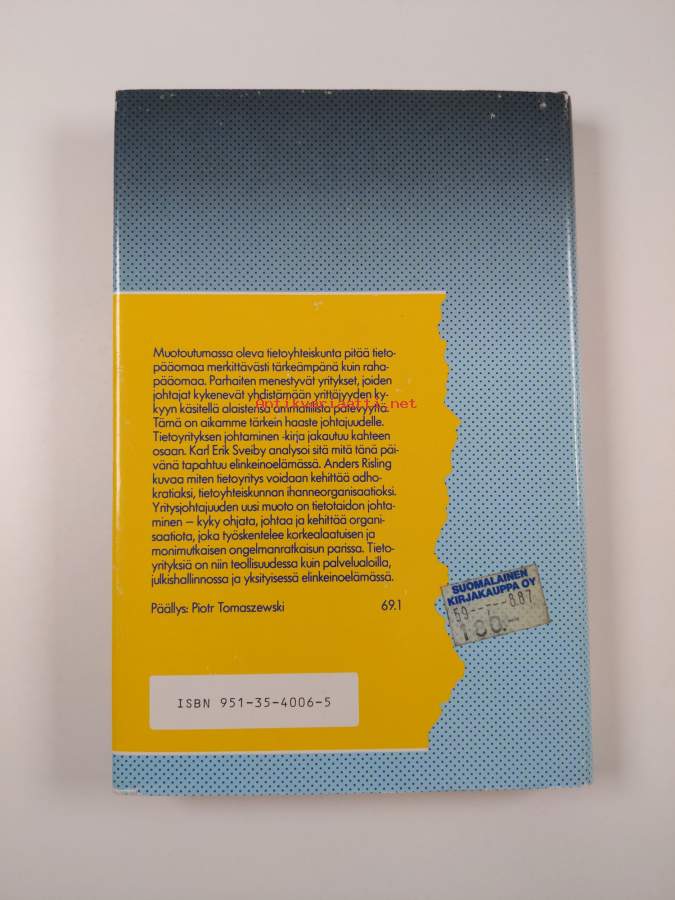 Muotoutumassa oleva tietoyhteiskunta pitää tieto-
pääomaa merkittävästi tärkeämpänä kuin raha-
pääomaa. Parhaiten menestyvät yritykset, joiden
johtajat kykenevät yhdistämään yrittäjyyden ky-
kyyn käsitellä alaistensa ammatillista pätevyyttä.
Antikvariaatti.net
Tämä on aikamme tärkein haaste johtajuudelle.
Tietoyrityksen johtaminen -kirja jakautuu kahteen
osaan. Karl Erik Sveiby analysoi sitä mitä tänä päi-
vänä tapahtuu elinkeinoelämässä. Anders Risling
kuvaa miten tietoyritys voidaan kehittää adho-
kratiaksi, tietoyhteiskunnan ihanneorganisaatioksi.
Yritysjohtajuuden uusi muoto on tietotaidon johta-
minen – kyky ohjata, johtaa ja kehittää organi-
saatiota, joka työskentelee korkealaatuisen ja
monimutkaisen ongelmanratkaisun parissa. Tieto-
yrityksiä on niin teollisuudessa kuin palvelualoilla,
julkishallinnossa ja yksityisessä elinkeinoelämässä.
Päällys: Piotr Tomaszewski 69.1
SUOMALAINEN
KIRJAKAUPPA OY
59-----887
180.-
ISBN 951-35-4006-5